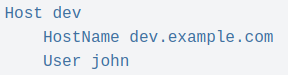 Host dev
    HostName dev.example.com
    User john